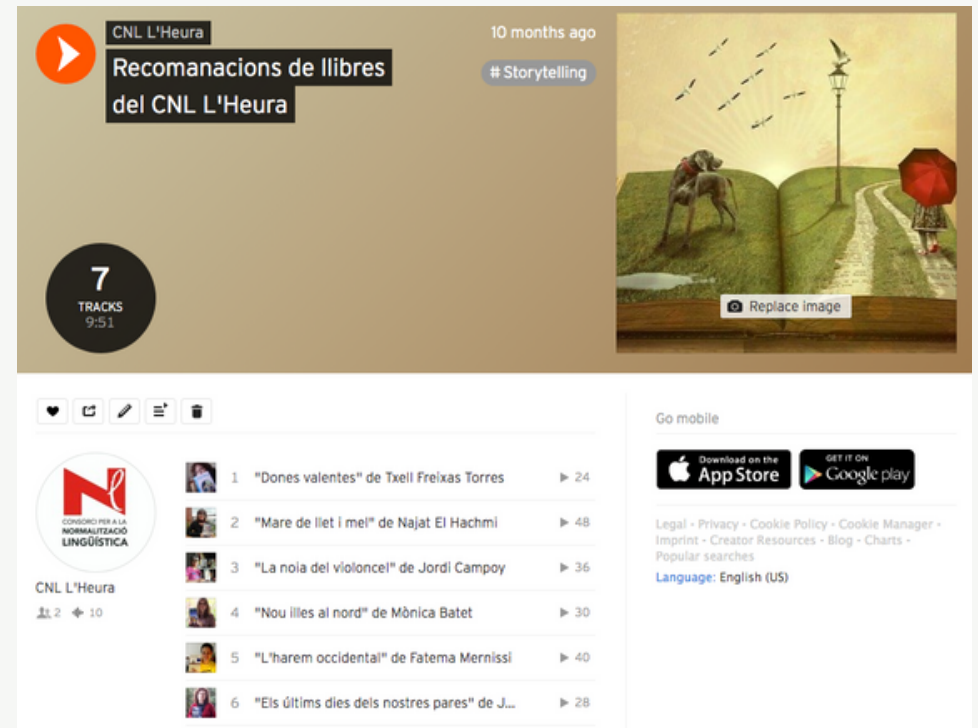 CNL L'Heura
10 months ago
Recomanacions de llibres
del CNL L'Heura
# Storytelling
7
TRACKS
9:51
Replace image
Go mobile
Download on the
App Store
GET IT ON
Google play
Legal - Privacy - Cookie Policy - Cookie Manager -
Imprint - Creator Resources - Blog - Charts -
Popular searches
Language: English (US)
Nl
CONSORCI PER A LA
NORMALITZACIÓ
LINGÜÍSTICA
CNL L'Heura
2 10
1 "Dones valentes" de Txell Freixas Torres 24
2 "Mare de llet i mel" de Najat El Hachmi 48
3 "La noia del violoncel" de Jordi Campoy 36
4 "Nou illes al nord" de Mònica Batet 30
5 "L'harem occidental" de Fatema Mernissi 40
6 "Els últims dies dels nostres pares" de J... 28